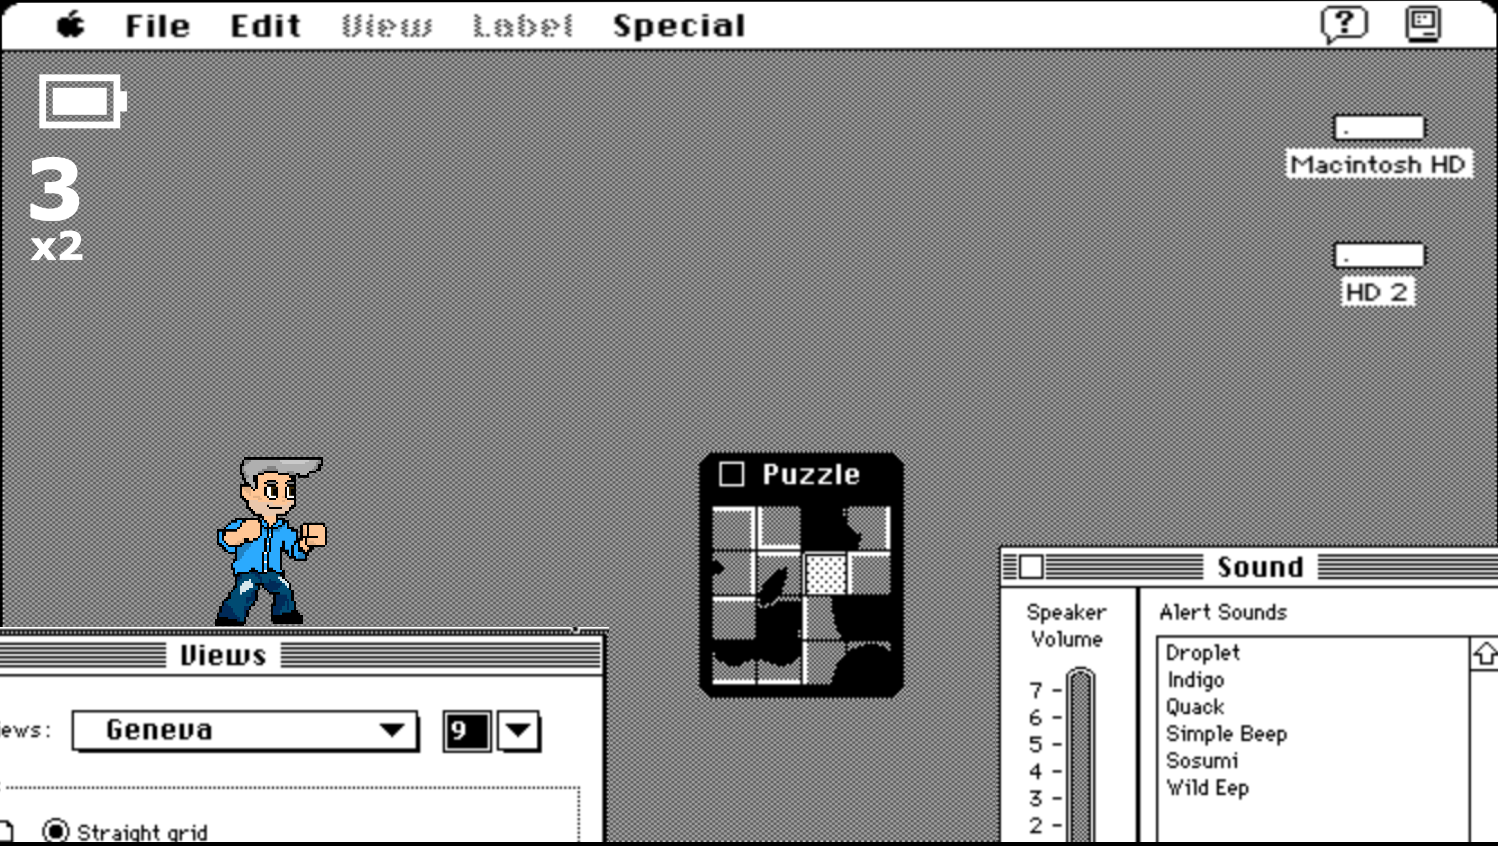 File Edit View Label Special
3
x2
Macintosh HD
HD 2
Puzzle
Views
iews:
Geneva
9
Straight grid
Sound
Speaker
Volume
7
6
5
4
3
2
Alert Sounds
Droplet
Indigo
Quack
Simple Beep
Sosumi
Wild Eep